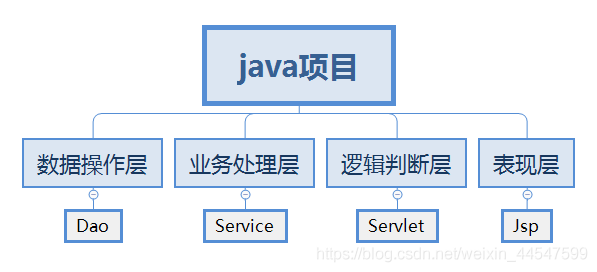 java项目
数据操作层 业务处理层 逻辑判断层 表现层
Dao Service Servlet Jsp
https://blog.csdn.net/weixin_44547599